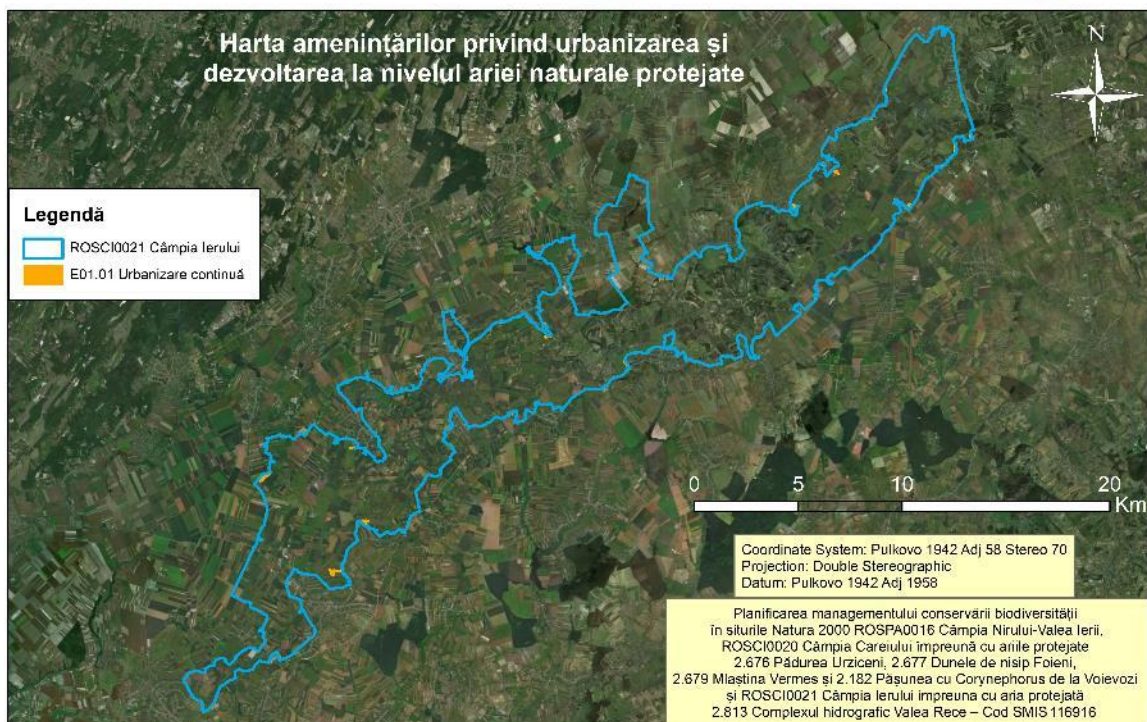 Harta amenințărilor privind urbanizarea și
dezvoltarea la nivelul ariei naturale protejate
N
Legendă
ROSCI0021 Câmpia Ierului
E01.01 Urbanizare continuă
0 5 10 20
Km
Coordinate System: Pulkovo 1942 Adj 58 Stereo 70
Projection: Double Stereographic
Datum: Pulkovo 1942 Adj 1958
Planificarea managementului conservării biodiversității
în siturile Natura 2000 ROSPA0016 Câmpia Nirului-Valea Ierii,
ROSCI0020 Câmpia Careiului împreună cu ariile protejate
2.676 Pădurea Urziceni, 2.677 Dunele de nisip Foieni,
2.679 Mlaștina Vermes și 2.182 Pășunea cu Corynephorus de la Voievozi
și ROSCI0021 Câmpia Ierului împreuna cu aria protejată
2.813 Complexul hidrografic Valea Rece – Cod SMIS 116916